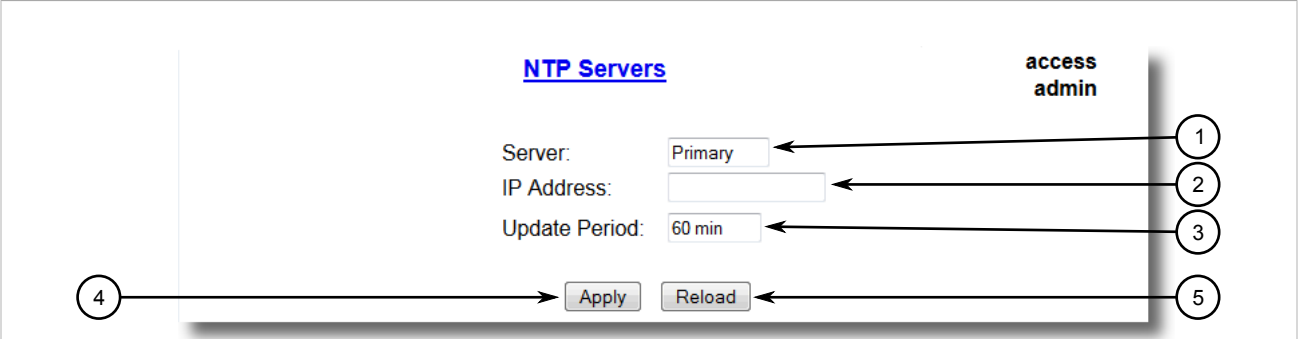 NTP Servers
access
admin
Server: Primary
1
IP Address:
2
Update Period: 60 min
3
4
Apply Reload
5